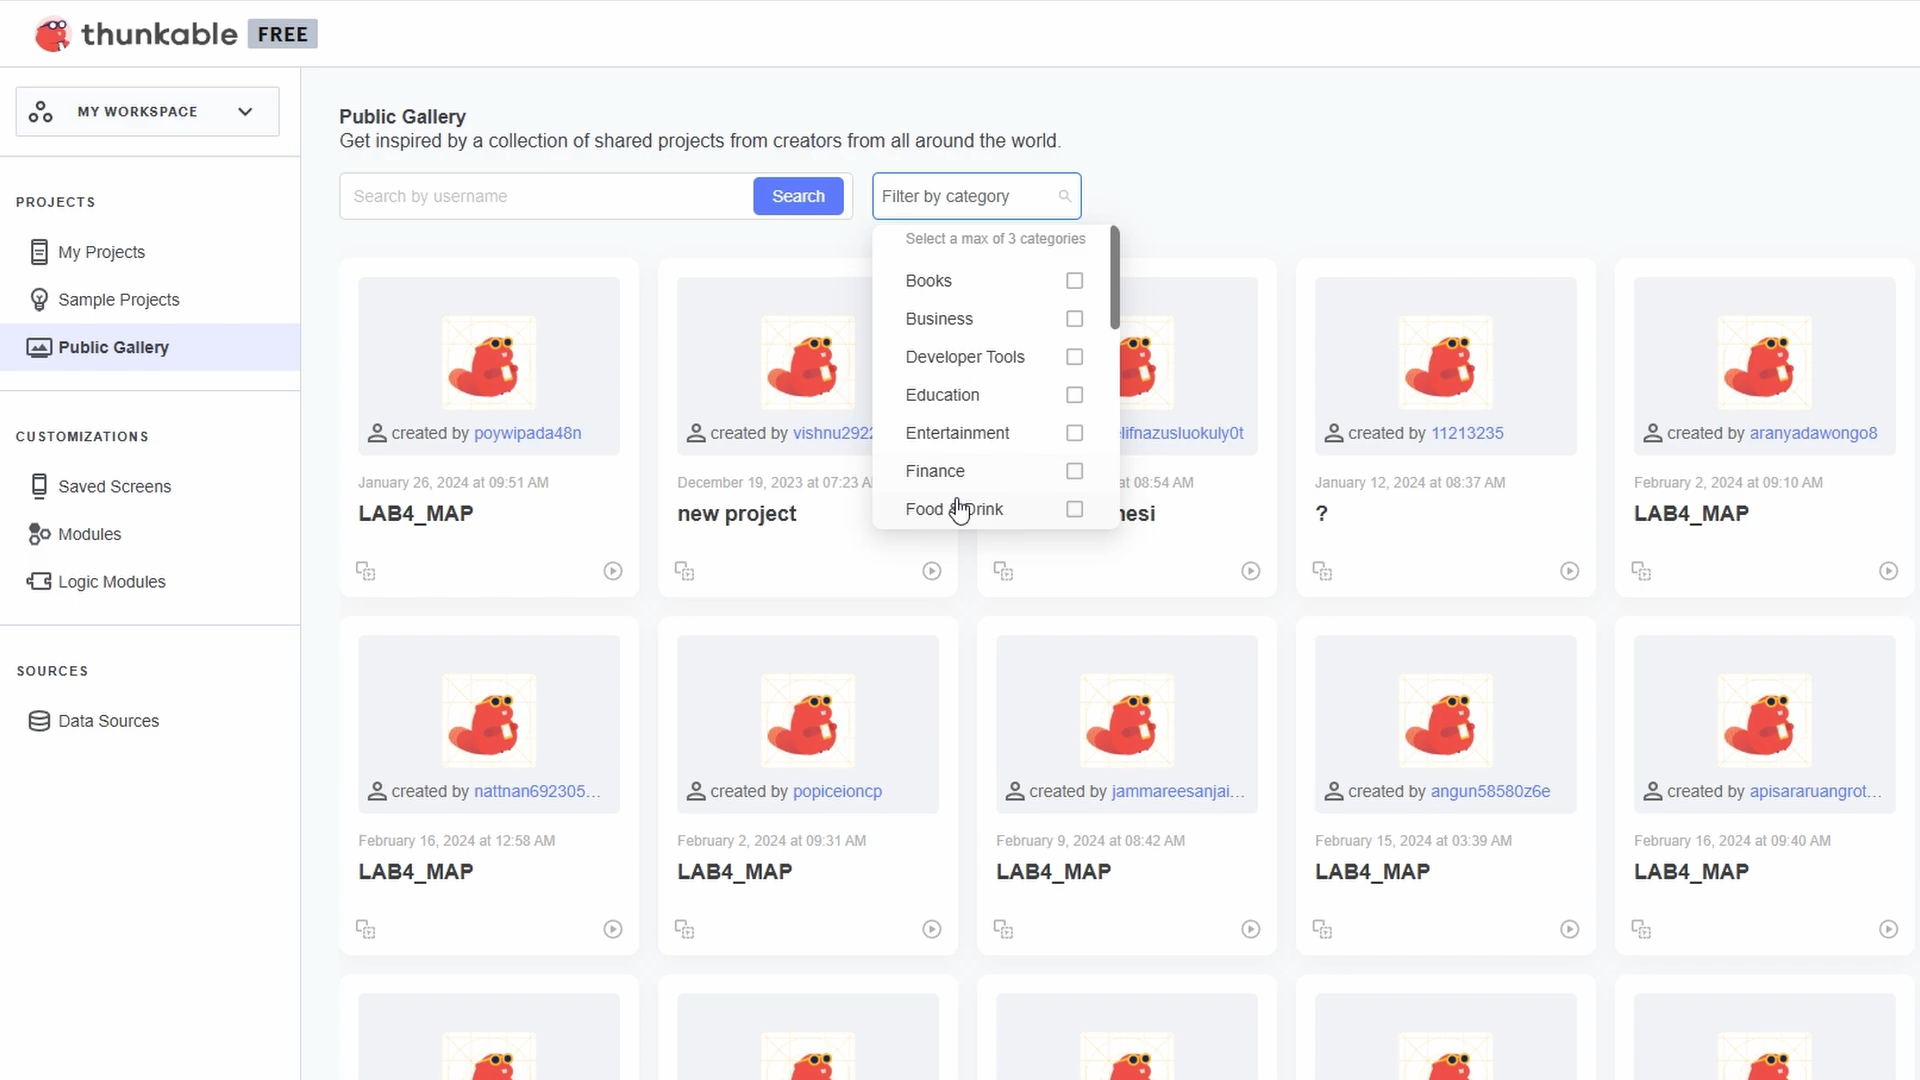 thunkable FREE
MY WORKSPACE
PROJECTS
My Projects
Sample Projects
Public Gallery
CUSTOMIZATIONS
Saved Screens
Modules
Logic Modules
SOURCES
Data Sources
Public Gallery
Get inspired by a collection of shared projects from creators from all around the world.
Search by username Search Filter by category
Select a max of 3 categories
Books
Business
Developer Tools
Education
Entertainment
Finance
Food & Drink
created by poywipada48n
January 26, 2024 at 09:51 AM
LAB4_MAP
created by vishnu292
December 19, 2023 at 07:23 A
new project
elifnazusluokuly0t
at 08:54 AM
nesi
created by 11213235
January 12, 2024 at 08:37 AM
?
created by aranyadawongo8
February 2, 2024 at 09:10 AM
LAB4_MAP
created by nattnan692305...
February 16, 2024 at 12:58 AM
LAB4_MAP
created by popiceioncp
February 2, 2024 at 09:31 AM
LAB4_MAP
created by jammareesanjai...
February 9, 2024 at 08:42 AM
LAB4_MAP
created by angun58580z6e
February 15, 2024 at 03:39 AM
LAB4_MAP
created by apisararuangrot...
February 16, 2024 at 09:40 AM
LAB4_MAP